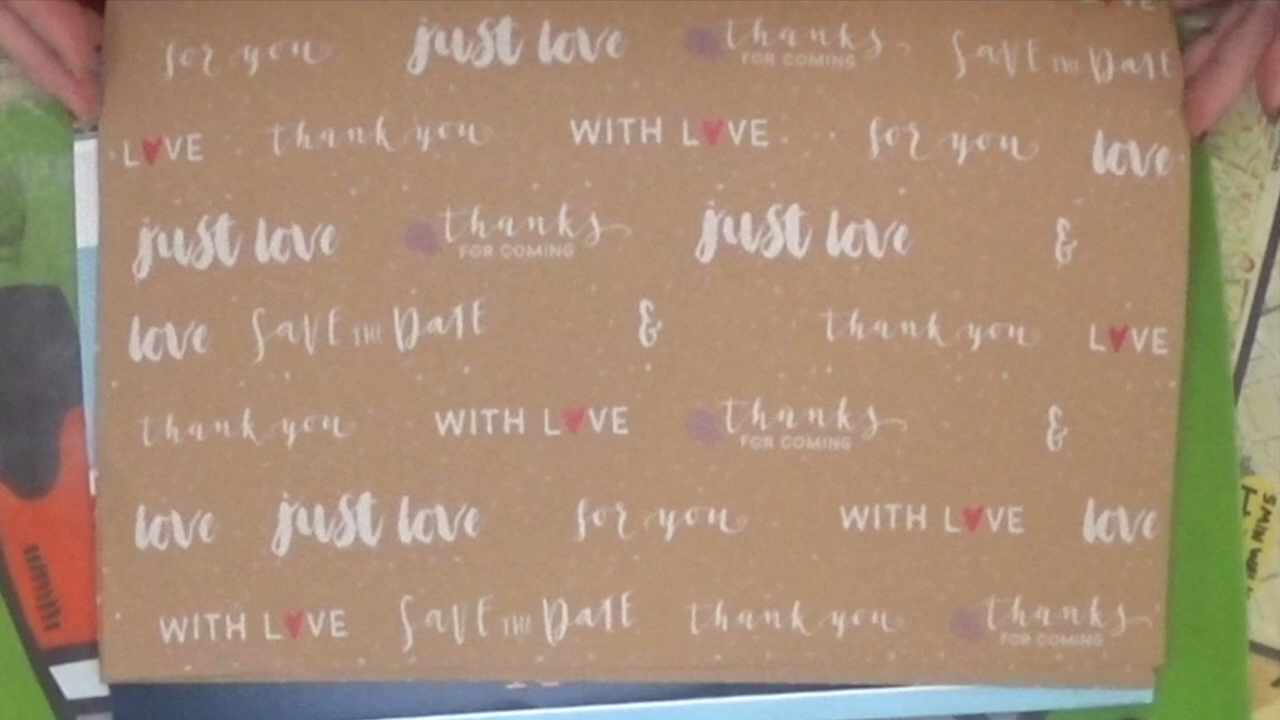 LOVE
for you just love thanks FOR COMING SAVE THE DATE
LOVE thank you WITH LOVE for you love
just love thanks FOR COMING just love &
love SAVE THE DATE & thank you LOVE
thank you WITH LOVE thanks FOR COMING &
love just love for you WITH LOVE love
WITH LOVE SAVE THE DATE thank you thanks FOR COMING